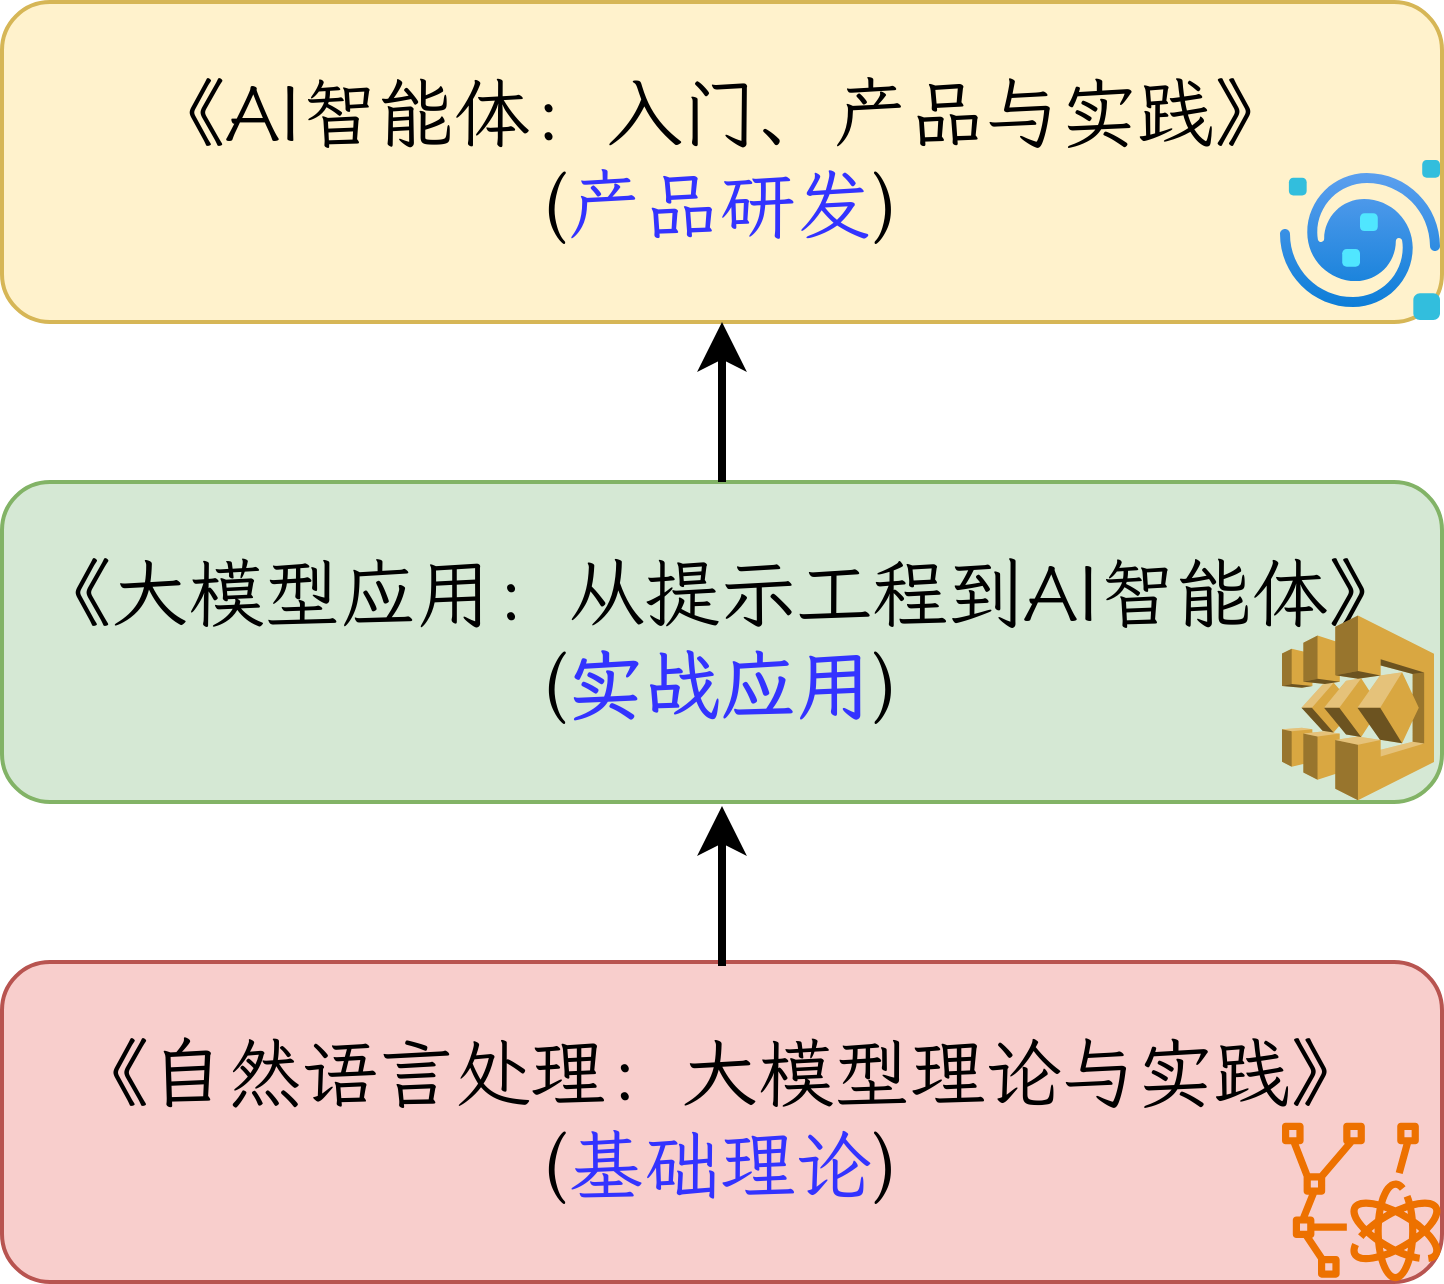 《AI智能体：入门、产品与实践》
(产品研发)
《大模型应用：从提示工程到AI智能体》
(实战应用)
《自然语言处理：大模型理论与实践》
(基础理论)